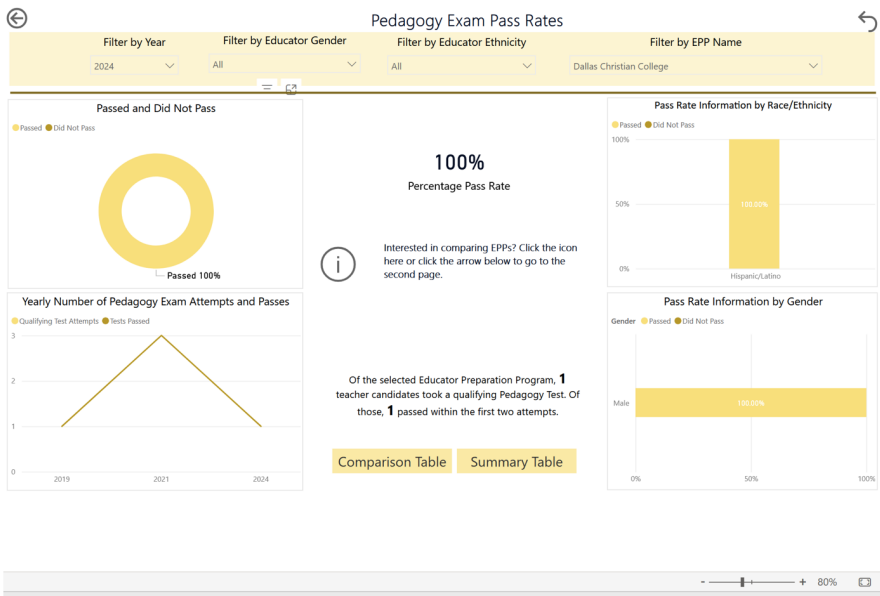 Pedagogy Exam Pass Rates
Filter by Year
Filter by Educator Gender
Filter by Educator Ethnicity
Filter by EPP Name
2024
All
All
Dallas Christian College
Passed and Did Not Pass
Passed Did Not Pass
Passed 100%
100%
Percentage Pass Rate
Interested in comparing EPPs? Click the icon
here or click the arrow below to go to the
second page.
Pass Rate Information by Race/Ethnicity
Passed Did Not Pass
100%
50%
0%
100.00%
Hispanic/Latino
Yearly Number of Pedagogy Exam Attempts and Passes
Qualifying Test Attempts Tests Passed
3
2
1
0
2019 2021 2024
Of the selected Educator Preparation Program, 1
teacher candidates took a qualifying Pedagogy Test. Of
those, 1 passed within the first two attempts.
Comparison Table
Summary Table
Pass Rate Information by Gender
Gender Passed Did Not Pass
Male
100.00%
0% 50% 100%
- + 80%